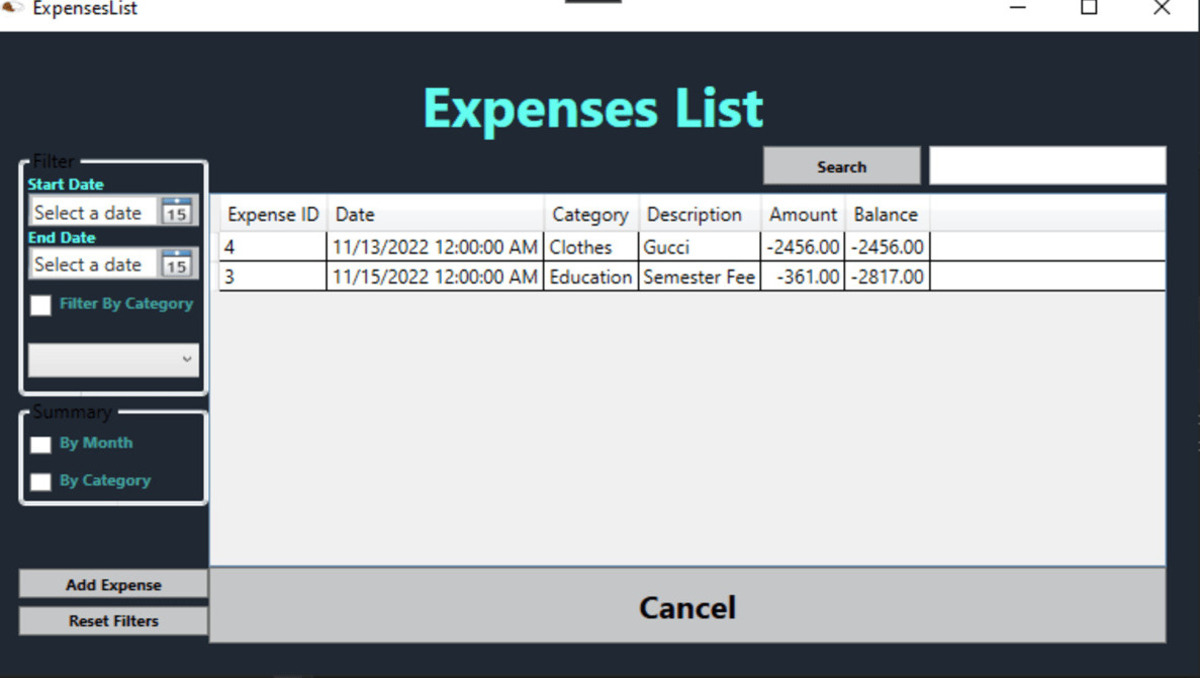 ExpensesList
Expenses List
Filter
Start Date
Select a date 15
End Date
Select a date 15
Filter By Category
Summary
By Month
By Category
Add Expense
Reset Filters
Search
Expense ID Date Category Description Amount Balance
4 11/13/2022 12:00:00 AM Clothes Gucci -2456.00 -2456.00
3 11/15/2022 12:00:00 AM Education Semester Fee -361.00 -2817.00
Cancel